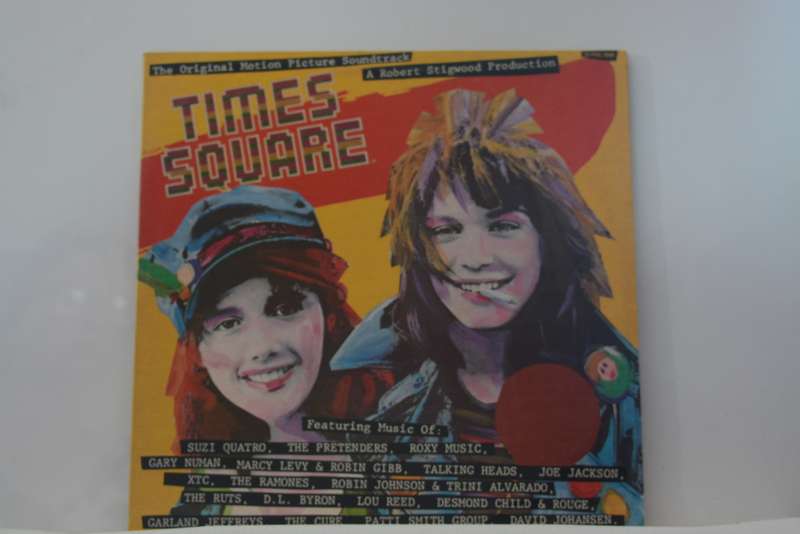 The Original Motion Picture Soundtrack
A Robert Stigwood Production
TIMES
SQUARE
Featuring Music Of:
SUZI QUATRO, THE PRETENDERS, ROXY MUSIC,
GARY NUMAN, MARCY LEVY & ROBIN GIBB, TALKING HEADS, JOE JACKSON,
XTC, THE RAMONES, ROBIN JOHNSON & TRINI ALVARADO,
THE RUTS, D.L. BYRON, LOU REED, DESMOND CHILD & ROUGE,
GARLAND JEFFREYS, THE CURE, PATTI SMITH GROUP, DAVID JOHANSEN.